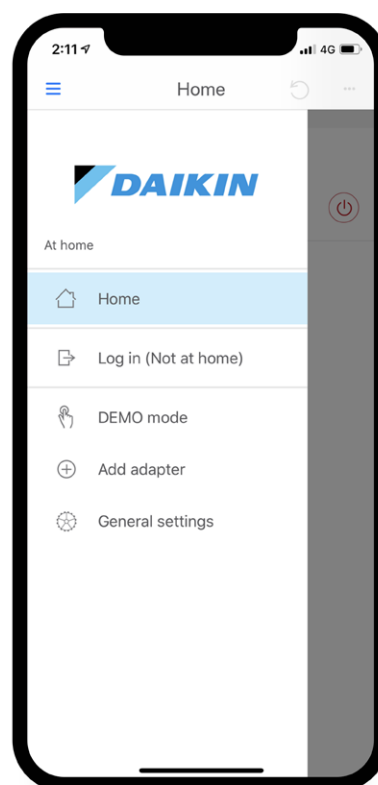 2:11
4G
Home
DAIKIN
At home
Home
Log in (Not at home)
DEMO mode
Add adapter
General settings